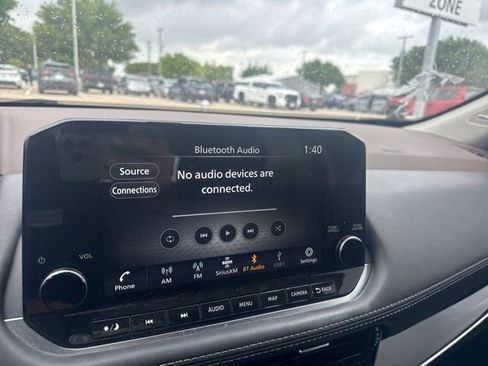 ZONE
Bluetooth Audio 1:40
Source
No audio devices are
connected.
Connections
VOL
Phone AM FM SiriusXM BT Audio USB1 Settings
AUDIO MENU MAP CAMERA BACK